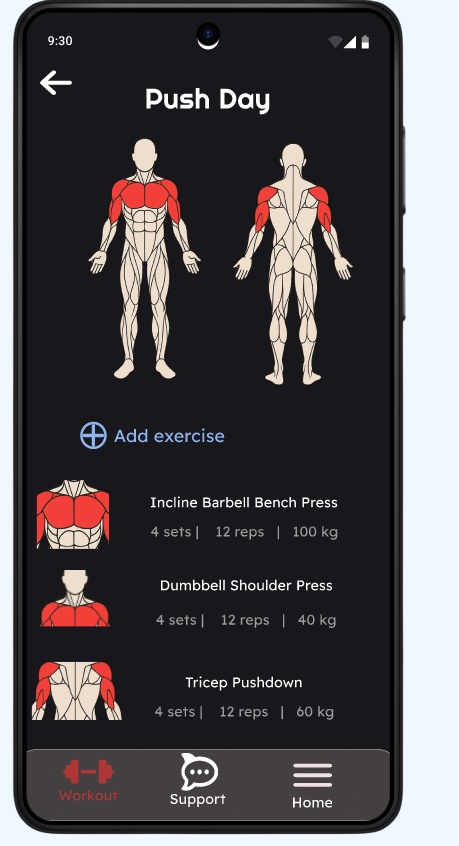 9:30
Push Day
Add exercise
Incline Barbell Bench Press
4 sets | 12 reps | 100 kg
Dumbbell Shoulder Press
4 sets | 12 reps | 40 kg
Tricep Pushdown
4 sets | 12 reps | 60 kg
Workout
Support
Home